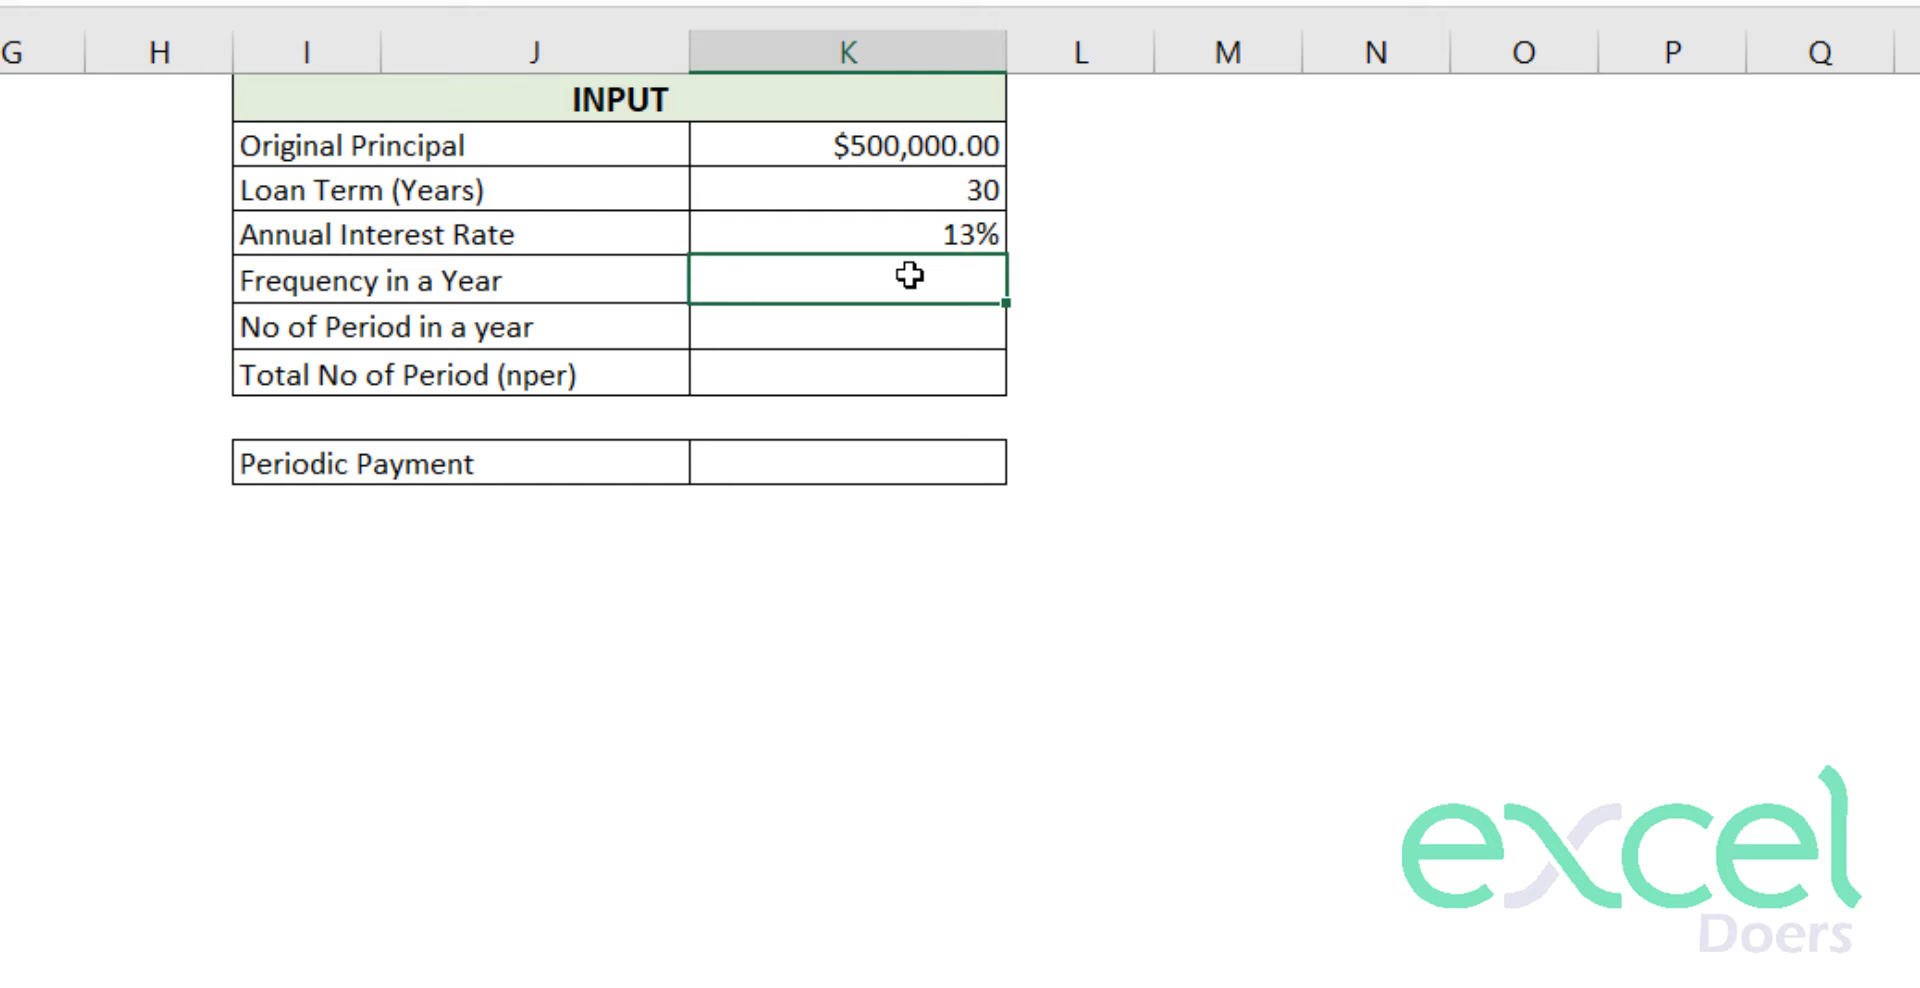 G H I J K L M N O P Q
INPUT
Original Principal $500,000.00
Loan Term (Years) 30
Annual Interest Rate 13%
Frequency in a Year
No of Period in a year
Total No of Period (nper)
Periodic Payment
excel
Doers